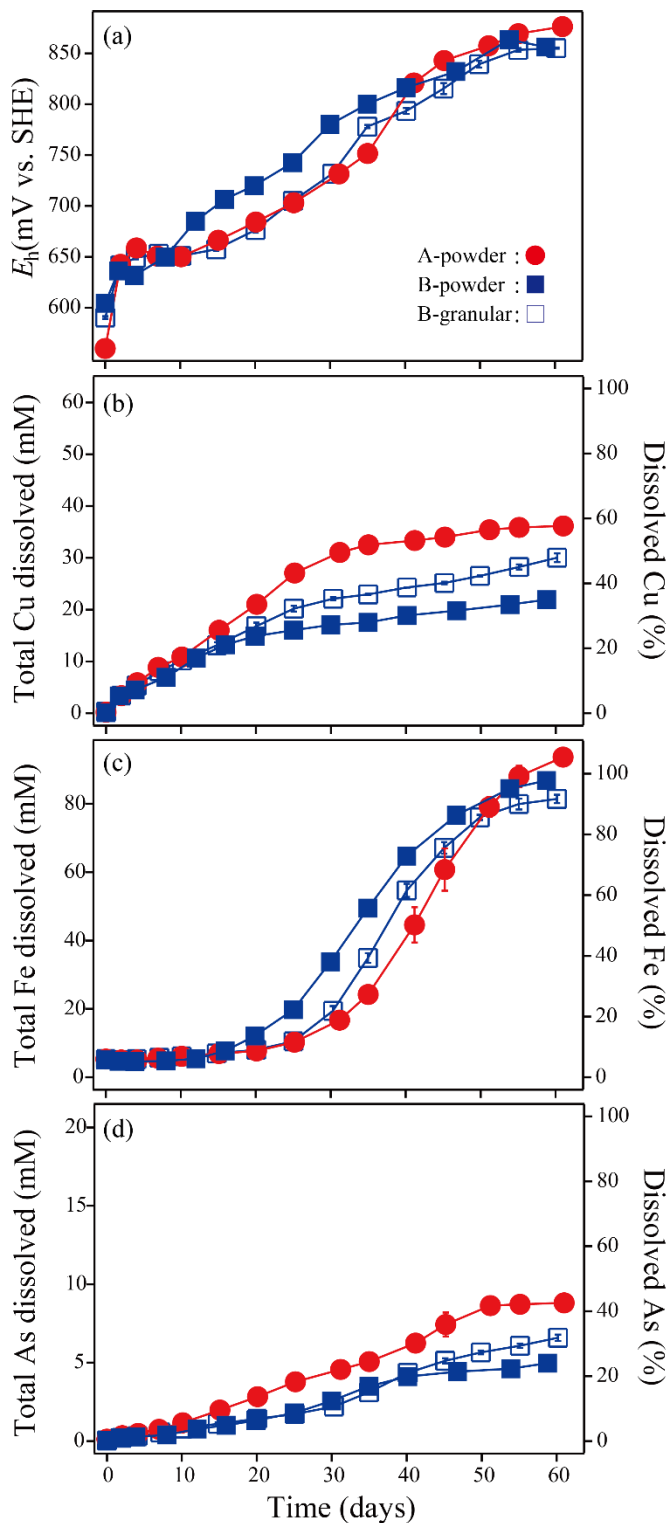 (a)
E_h(mV vs. SHE)
850
800
750
700
650
600
A-powder :
B-powder :
B-granular :
(b)
Total Cu dissolved (mM)
60
50
40
30
20
10
0
100
80
60
40
20
0
Dissolved Cu (%)
(c)
Total Fe dissolved (mM)
80
60
40
20
0
100
80
60
40
20
0
Dissolved Fe (%)
(d)
Total As dissolved (mM)
20
15
10
5
0
100
80
60
40
20
0
Dissolved As (%)
0 10 20 30 40 50 60
Time (days)